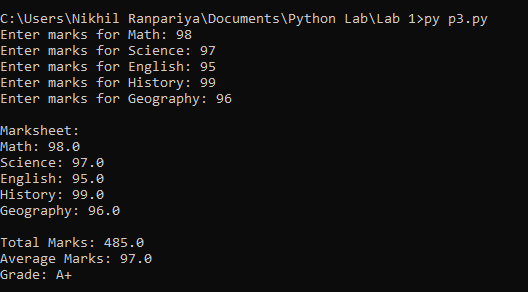 C:\Users\Nikhil Ranpariya\Documents\Python Lab\Lab 1>py p3.py
Enter marks for Math: 98
Enter marks for Science: 97
Enter marks for English: 95
Enter marks for History: 99
Enter marks for Geography: 96
Marksheet:
Math: 98.0
Science: 97.0
English: 95.0
History: 99.0
Geography: 96.0
Total Marks: 485.0
Average Marks: 97.0
Grade: A+